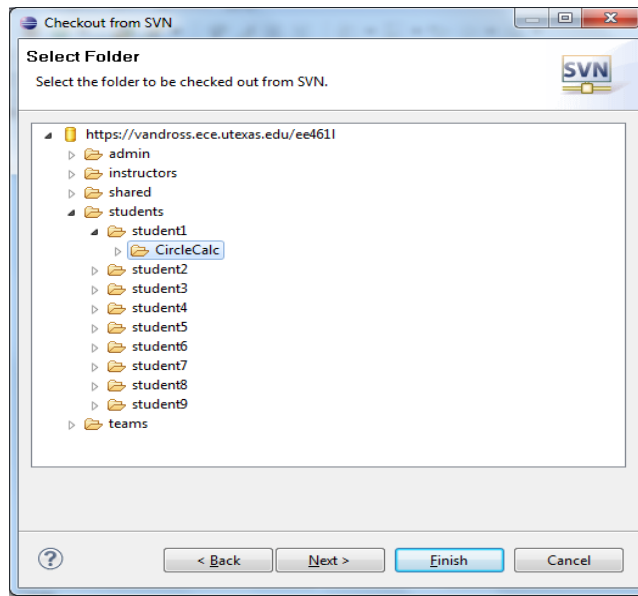 Checkout from SVN
Select Folder
Select the folder to be checked out from SVN.
SVN
https://vandross.ece.utexas.edu/ee461l
admin
instructors
shared
students
student1
CircleCalc
student2
student3
student4
student5
student6
student7
student8
student9
teams
? < Back Next > Finish Cancel